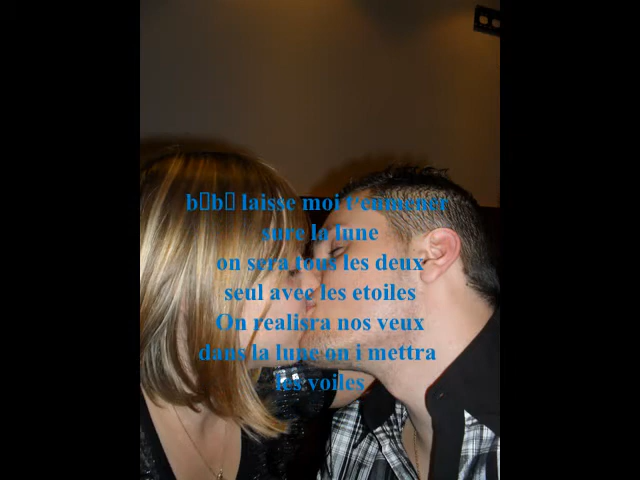 b□b□ laisse moi t'eumener
sure la lune
on sera tous les deux
seul avec les etoiles
On realisra nos veux
dans la lune on i mettra
les voiles